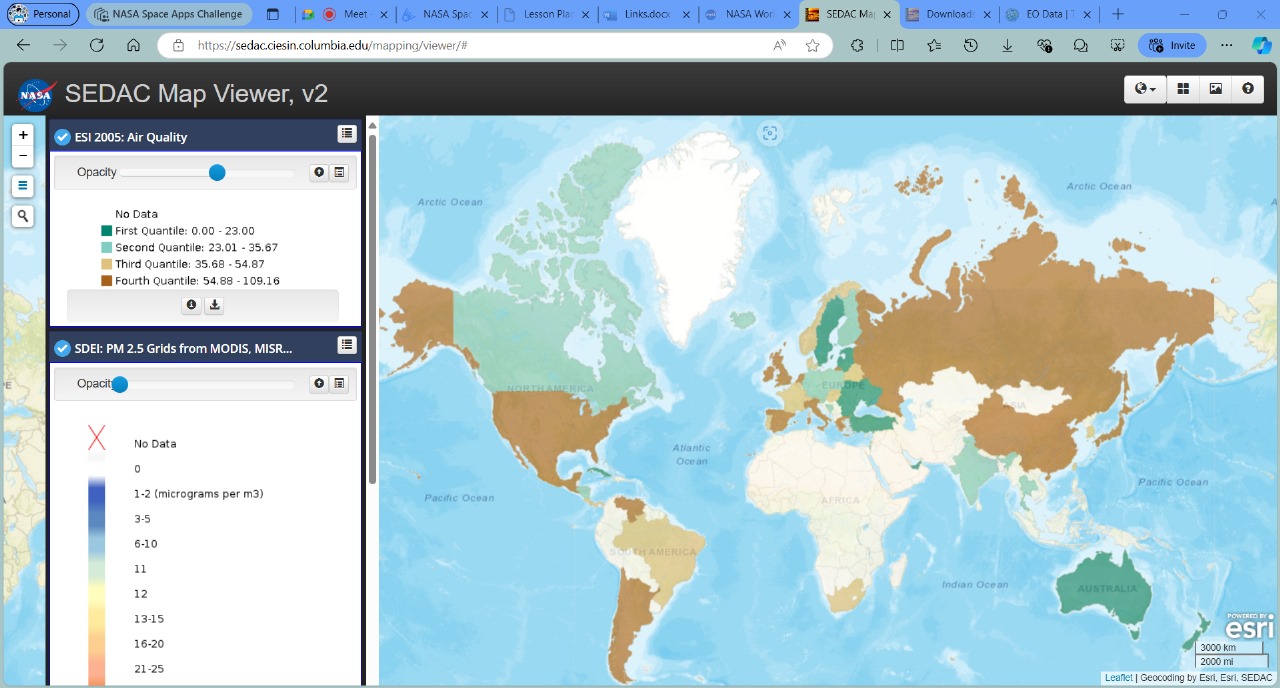 Personal
NASA Space Apps Challenge
Meet -
NASA Spac
Lesson Plan
Links.docx
NASA Worl
SEDAC Map
Downloads
EO Data | T
https://sedac.ciesin.columbia.edu/mapping/viewer/#
Invite
NASA
SEDAC Map Viewer, v2
ESI 2005: Air Quality
Opacity
No Data
First Quantile: 0.00 - 23.00
Second Quantile: 23.01 - 35.67
Third Quantile: 35.68 - 54.87
Fourth Quantile: 54.88 - 109.16
SDEI: PM 2.5 Grids from MODIS, MISR...
Opacity
No Data
0
1-2 (micrograms per m3)
3-5
6-10
11
12
13-15
16-20
21-25
Arctic Ocean
Arctic Ocean
NORTH AMERICA
EUROPE
ASIA
Atlantic
Ocean
Pacific Ocean
Pacific Ocean
AFRICA
SOUTH AMERICA
Indian Ocean
AUSTRALIA
POWERED BY
esri
3000 km
2000 mi
Leaflet | Geocoding by Esri, Esri, SEDAC